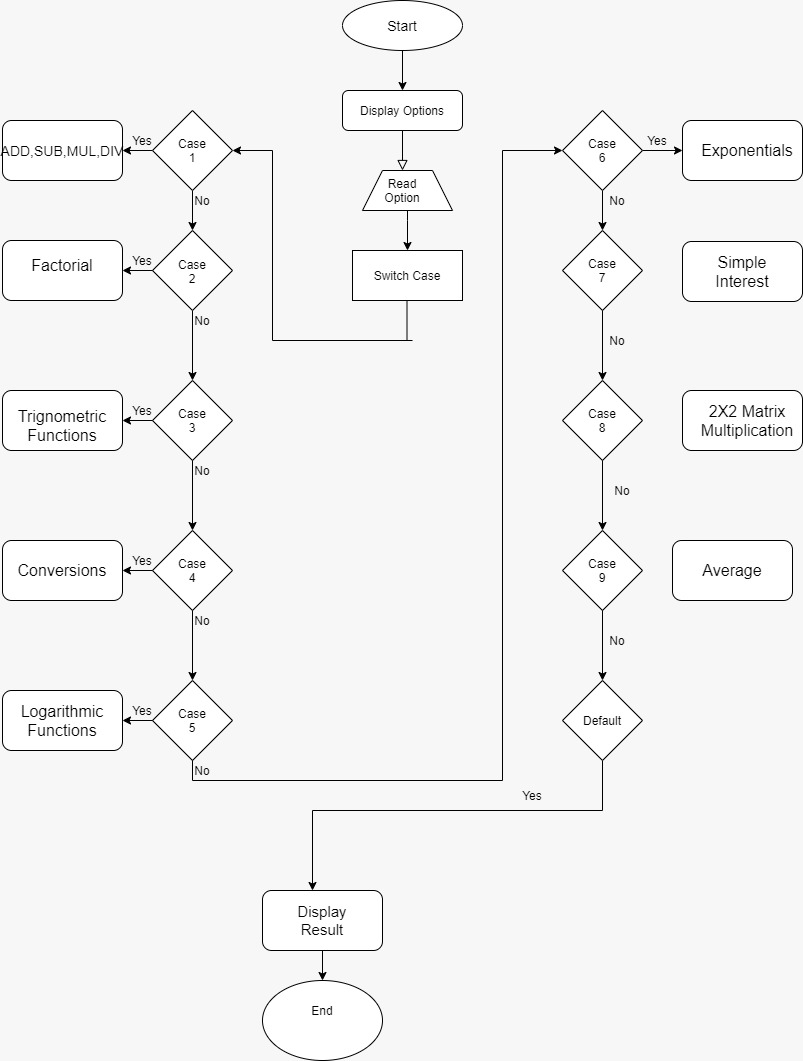 Start
Display Options
Read
Option
Switch Case
ADD,SUB,MUL,DIV
Yes
Case
1
No
Factorial
Yes
Case
2
No
Trignometric
Functions
Yes
Case
3
No
Conversions
Yes
Case
4
No
Logarithmic
Functions
Yes
Case
5
No
Case
6
Yes
Exponentials
No
Case
7
Simple
Interest
No
Case
8
2X2 Matrix
Multiplication
No
Case
9
Average
No
Default
Yes
Display
Result
End